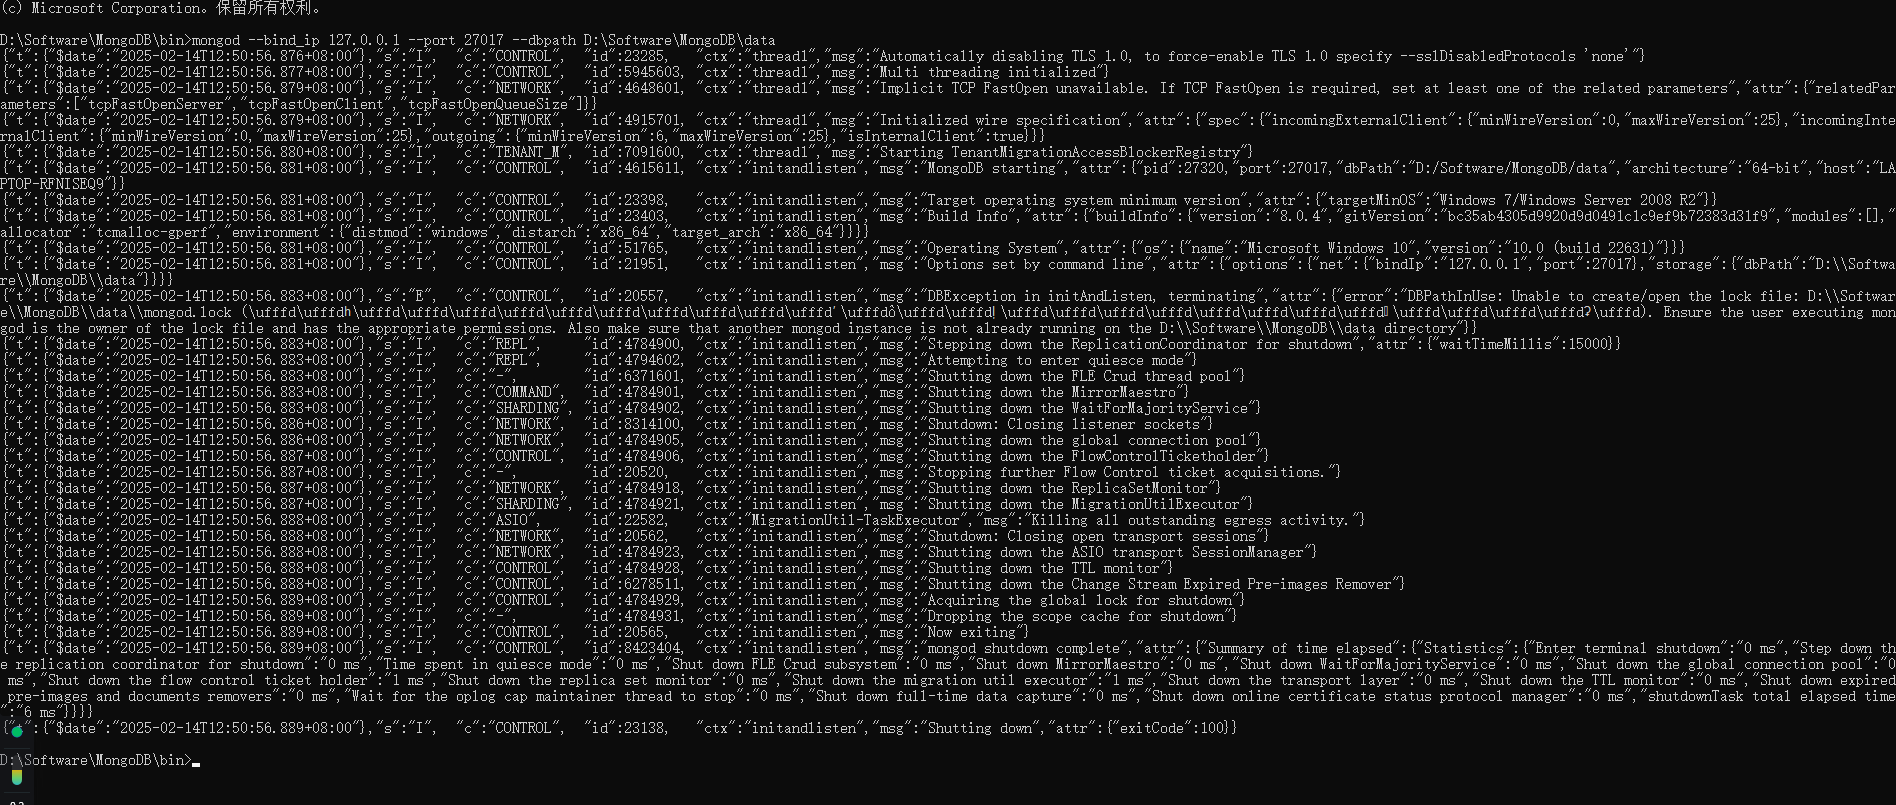 (c) Microsoft Corporation。保留所有权利。
D:\Software\MongoDB\bin>mongod --bind_ip 127.0.0.1 --port 27017 --dbpath D:\Software\MongoDB\data
{"t":{"$date":"2025-02-14T12:50:56.876+08:00"},"s":"I",  "c":"CONTROL",  "id":23285,   "ctx":"thread1","msg":"Automatically disabling TLS 1.0, to force-enable TLS 1.0 specify --sslDisabledProtocols 'none'"}
{"t":{"$date":"2025-02-14T12:50:56.877+08:00"},"s":"I",  "c":"CONTROL",  "id":5945603, "ctx":"thread1","msg":"Multi threading initialized"}
{"t":{"$date":"2025-02-14T12:50:56.879+08:00"},"s":"I",  "c":"NETWORK",  "id":4648601, "ctx":"thread1","msg":"Implicit TCP FastOpen unavailable. If TCP FastOpen is required, set at least one of the related parameters","attr":{"relatedPar
ameters":["tcpFastOpenServer","tcpFastOpenClient","tcpFastOpenQueueSize"]}}
{"t":{"$date":"2025-02-14T12:50:56.879+08:00"},"s":"I",  "c":"NETWORK",  "id":4915701, "ctx":"thread1","msg":"Initialized wire specification","attr":{"spec":{"incomingExternalClient":{"minWireVersion":0,"maxWireVersion":25},"incomingInte
rnalClient":{"minWireVersion":0,"maxWireVersion":25},"outgoing":{"minWireVersion":6,"maxWireVersion":25},"isInternalClient":true}}}
{"t":{"$date":"2025-02-14T12:50:56.880+08:00"},"s":"I",  "c":"TENANT_M", "id":7091600, "ctx":"thread1","msg":"Starting TenantMigrationAccessBlockerRegistry"}
{"t":{"$date":"2025-02-14T12:50:56.881+08:00"},"s":"I",  "c":"CONTROL",  "id":4615611, "ctx":"initandlisten","msg":"MongoDB starting","attr":{"pid":27320,"port":27017,"dbPath":"D:/Software/MongoDB/data","architecture":"64-bit","host":"LA
PTOP-RFNISEQ9"}}
{"t":{"$date":"2025-02-14T12:50:56.881+08:00"},"s":"I",  "c":"CONTROL",  "id":23398,   "ctx":"initandlisten","msg":"Target operating system minimum version","attr":{"targetMinOS":"Windows 7/Windows Server 2008 R2"}}
{"t":{"$date":"2025-02-14T12:50:56.881+08:00"},"s":"I",  "c":"CONTROL",  "id":23403,   "ctx":"initandlisten","msg":"Build Info","attr":{"buildInfo":{"version":"8.0.4","gitVersion":"bc35ab4305d9920d9d0491c1c9ef9b72383d31f9","modules":[],"
allocator":"tcmalloc-gperf","environment":{"distmod":"windows","distarch":"x86_64","target_arch":"x86_64"}}}}
{"t":{"$date":"2025-02-14T12:50:56.881+08:00"},"s":"I",  "c":"CONTROL",  "id":51765,   "ctx":"initandlisten","msg":"Operating System","attr":{"os":{"name":"Microsoft Windows 10","version":"10.0 (build 22631)"}}}
{"t":{"$date":"2025-02-14T12:50:56.881+08:00"},"s":"I",  "c":"CONTROL",  "id":21951,   "ctx":"initandlisten","msg":"Options set by command line","attr":{"options":{"net":{"bindIp":"127.0.0.1","port":27017},"storage":{"dbPath":"D:\\Softwa
re\\MongoDB\\data"}}}}
{"t":{"$date":"2025-02-14T12:50:56.883+08:00"},"s":"E",  "c":"CONTROL",  "id":20557,   "ctx":"initandlisten","msg":"DBException in initAndListen, terminating","attr":{"error":"DBPathInUse: Unable to create/open the lock file: D:\\Softwar
e\\MongoDB\\data\\mongod.lock (\ufffd\ufffdһ\ufffd\ufffd\ufffd\ufffd\ufffd\ufffd\ufffd\ufffd\ufffd\ufffd\ufffd\ufffd'\ufffdô\ufffd\ufffd\ufffd| \ufffd\ufffd\ufffd\ufffd\ufffd\ufffd\ufffd\ufffd\ufffd \ufffd\ufffd\ufffd\ufffdʡ\ufffd). Ensure the user executing mon
god is the owner of the lock file and has the appropriate permissions. Also make sure that another mongod instance is not already running on the D:\\Software\\MongoDB\\data directory"}}
{"t":{"$date":"2025-02-14T12:50:56.883+08:00"},"s":"I",  "c":"REPL",     "id":4784900, "ctx":"initandlisten","msg":"Stepping down the ReplicationCoordinator for shutdown","attr":{"waitTimeMillis":15000}}
{"t":{"$date":"2025-02-14T12:50:56.883+08:00"},"s":"I",  "c":"REPL",     "id":4794602, "ctx":"initandlisten","msg":"Attempting to enter quiesce mode"}
{"t":{"$date":"2025-02-14T12:50:56.883+08:00"},"s":"I",  "c":"-",        "id":6371601, "ctx":"initandlisten","msg":"Shutting down the FLE Crud thread pool"}
{"t":{"$date":"2025-02-14T12:50:56.883+08:00"},"s":"I",  "c":"COMMAND",  "id":4784901, "ctx":"initandlisten","msg":"Shutting down the MirrorMaestro"}
{"t":{"$date":"2025-02-14T12:50:56.883+08:00"},"s":"I",  "c":"SHARDING", "id":4784902, "ctx":"initandlisten","msg":"Shutting down the WaitForMajorityService"}
{"t":{"$date":"2025-02-14T12:50:56.886+08:00"},"s":"I",  "c":"NETWORK",  "id":8314100, "ctx":"initandlisten","msg":"Shutdown: Closing listener sockets"}
{"t":{"$date":"2025-02-14T12:50:56.886+08:00"},"s":"I",  "c":"NETWORK",  "id":4784905, "ctx":"initandlisten","msg":"Shutting down the global connection pool"}
{"t":{"$date":"2025-02-14T12:50:56.887+08:00"},"s":"I",  "c":"CONTROL",  "id":4784906, "ctx":"initandlisten","msg":"Shutting down the FlowControlTicketholder"}
{"t":{"$date":"2025-02-14T12:50:56.887+08:00"},"s":"I",  "c":"-",        "id":20520,   "ctx":"initandlisten","msg":"Stopping further Flow Control ticket acquisitions."}
{"t":{"$date":"2025-02-14T12:50:56.887+08:00"},"s":"I",  "c":"NETWORK",  "id":4784918, "ctx":"initandlisten","msg":"Shutting down the ReplicaSetMonitor"}
{"t":{"$date":"2025-02-14T12:50:56.887+08:00"},"s":"I",  "c":"SHARDING", "id":4784921, "ctx":"initandlisten","msg":"Shutting down the MigrationUtilExecutor"}
{"t":{"$date":"2025-02-14T12:50:56.888+08:00"},"s":"I",  "c":"ASIO",     "id":22582,   "ctx":"MigrationUtil-TaskExecutor","msg":"Killing all outstanding egress activity."}
{"t":{"$date":"2025-02-14T12:50:56.888+08:00"},"s":"I",  "c":"NETWORK",  "id":20562,   "ctx":"initandlisten","msg":"Shutdown: Closing open transport sessions"}
{"t":{"$date":"2025-02-14T12:50:56.888+08:00"},"s":"I",  "c":"NETWORK",  "id":4784923, "ctx":"initandlisten","msg":"Shutting down the ASIO transport SessionManager"}
{"t":{"$date":"2025-02-14T12:50:56.888+08:00"},"s":"I",  "c":"CONTROL",  "id":4784928, "ctx":"initandlisten","msg":"Shutting down the TTL monitor"}
{"t":{"$date":"2025-02-14T12:50:56.888+08:00"},"s":"I",  "c":"CONTROL",  "id":6278511, "ctx":"initandlisten","msg":"Shutting down the Change Stream Expired Pre-images Remover"}
{"t":{"$date":"2025-02-14T12:50:56.889+08:00"},"s":"I",  "c":"CONTROL",  "id":4784929, "ctx":"initandlisten","msg":"Acquiring the global lock for shutdown"}
{"t":{"$date":"2025-02-14T12:50:56.889+08:00"},"s":"I",  "c":"-",        "id":4784931, "ctx":"initandlisten","msg":"Dropping the scope cache for shutdown"}
{"t":{"$date":"2025-02-14T12:50:56.889+08:00"},"s":"I",  "c":"CONTROL",  "id":20565,   "ctx":"initandlisten","msg":"Now exiting"}
{"t":{"$date":"2025-02-14T12:50:56.889+08:00"},"s":"I",  "c":"CONTROL",  "id":8423404, "ctx":"initandlisten","msg":"mongod shutdown complete","attr":{"Summary of time elapsed":{"Statistics":{"Enter terminal shutdown":"0 ms","Step down th
e replication coordinator for shutdown":"0 ms","Time spent in quiesce mode":"0 ms","Shut down FLE Crud subsystem":"0 ms","Shut down MirrorMaestro":"0 ms","Shut down WaitForMajorityService":"0 ms","Shut down the global connection pool":"0
 ms","Shut down the flow control ticket holder":"1 ms","Shut down the replica set monitor":"0 ms","Shut down the migration util executor":"1 ms","Shut down the transport layer":"0 ms","Shut down the TTL monitor":"0 ms","Shut down expired
 pre-images and documents removers":"0 ms","Wait for the oplog cap maintainer thread to stop":"0 ms","Shut down full-time data capture":"0 ms","Shut down online certificate status protocol manager":"0 ms","shutdownTask total elapsed time
":"6 ms"}}}}
{"t":{"$date":"2025-02-14T12:50:56.889+08:00"},"s":"I",  "c":"CONTROL",  "id":23138,   "ctx":"initandlisten","msg":"Shutting down","attr":{"exitCode":100}}
D:\Software\MongoDB\bin>